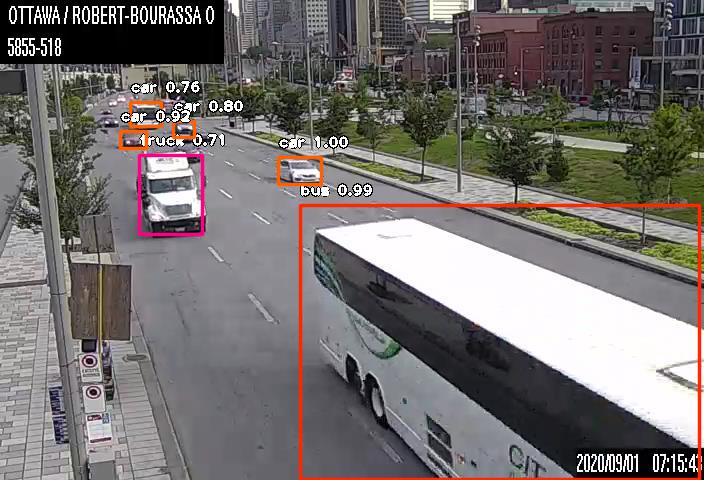 OTTAWA / ROBERT-BOURASSA O
5855-518
car 0.76
car 0.80
car 0.92
truck 0.71
car 1.00
bus 0.99
CIT
2020/09/01 07:15:43